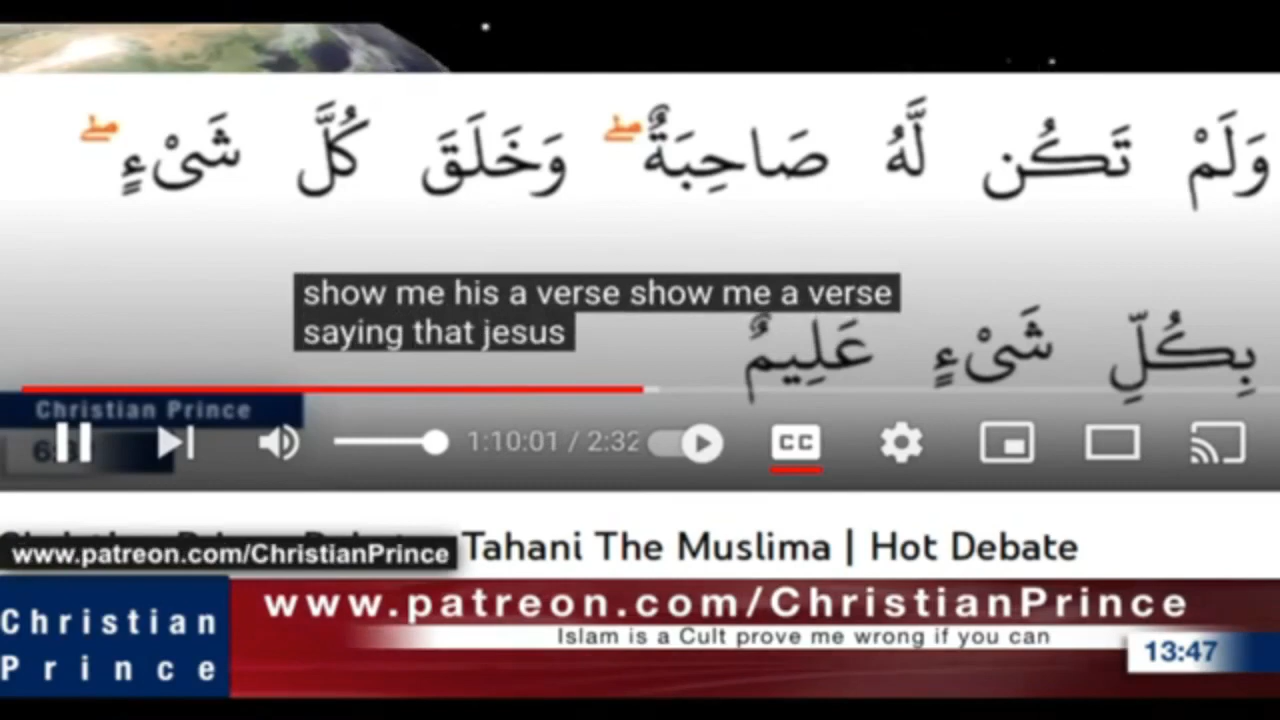 وَلَمْ تَكُن لَّهُ صَاحِبَةٌ ۖ وَخَلَقَ كُلَّ شَىْءٍ ۖ
show me his a verse show me a verse
saying that jesus
بِكُلِّ شَىْءٍ عَلِيمٌ
Christian Prince
1:10:01 / 2:32
CC
www.patreon.com/ChristianPrince
Tahani The Muslima | Hot Debate
www.patreon.com/ChristianPrince
Islam is a Cult prove me wrong if you can
Christian
Prince
13:47